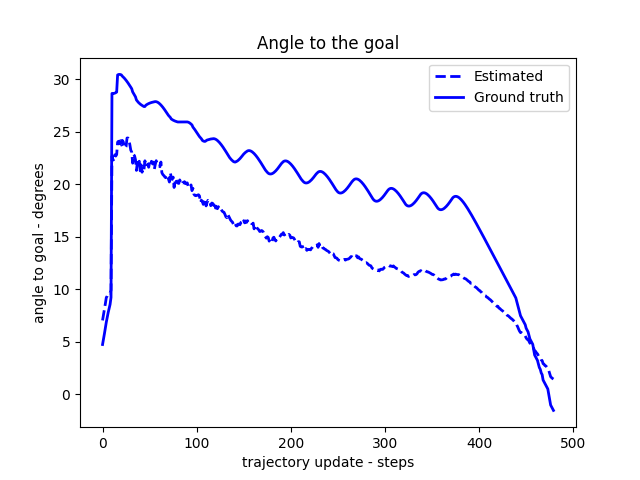 Angle to the goal
Estimated
Ground truth
angle to goal - degrees
30
25
20
15
10
5
0
0 100 200 300 400 500
trajectory update - steps